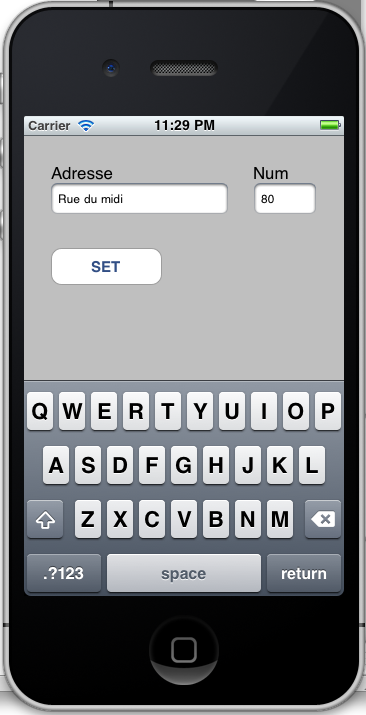 Carrier 11:29 PM
Adresse Num
Rue du midi 80
SET
Q W E R T Y U I O P
A S D F G H J K L
Z X C V B N M
.?123 space return